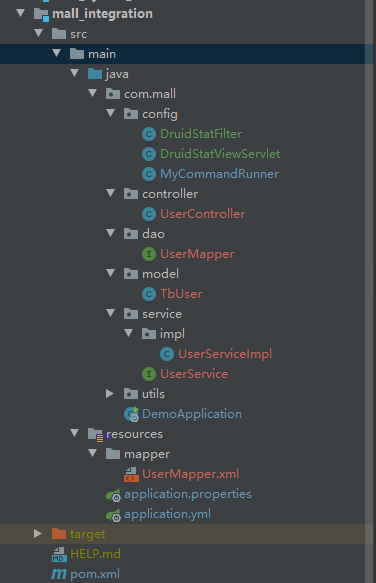 mall_integration
src
main
java
com.mall
config
DruidStatFilter
DruidStatViewServlet
MyCommandRunner
controller
UserController
dao
UserMapper
model
TbUser
service
impl
UserServiceImpl
UserService
utils
DemoApplication
resources
mapper
UserMapper.xml
application.properties
application.yml
target
HELP.md
pom.xml